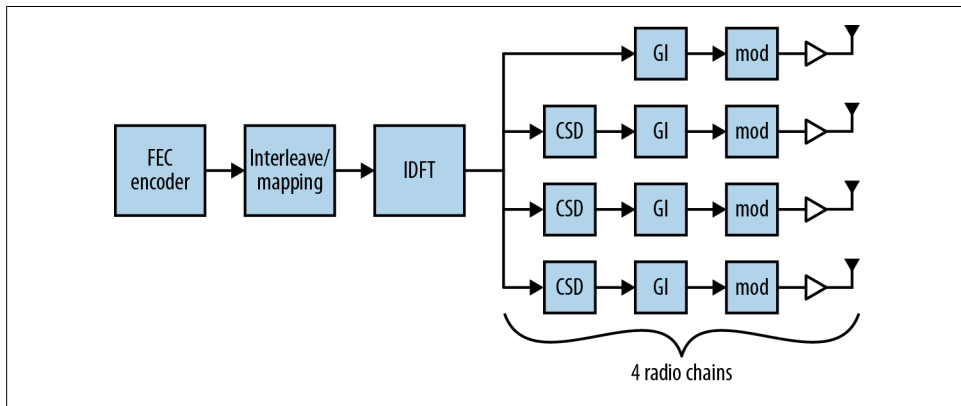 FEC
encoder
Interleave/
mapping
IDFT
GI
mod
CSD
GI
mod
CSD
GI
mod
CSD
GI
mod
4 radio chains